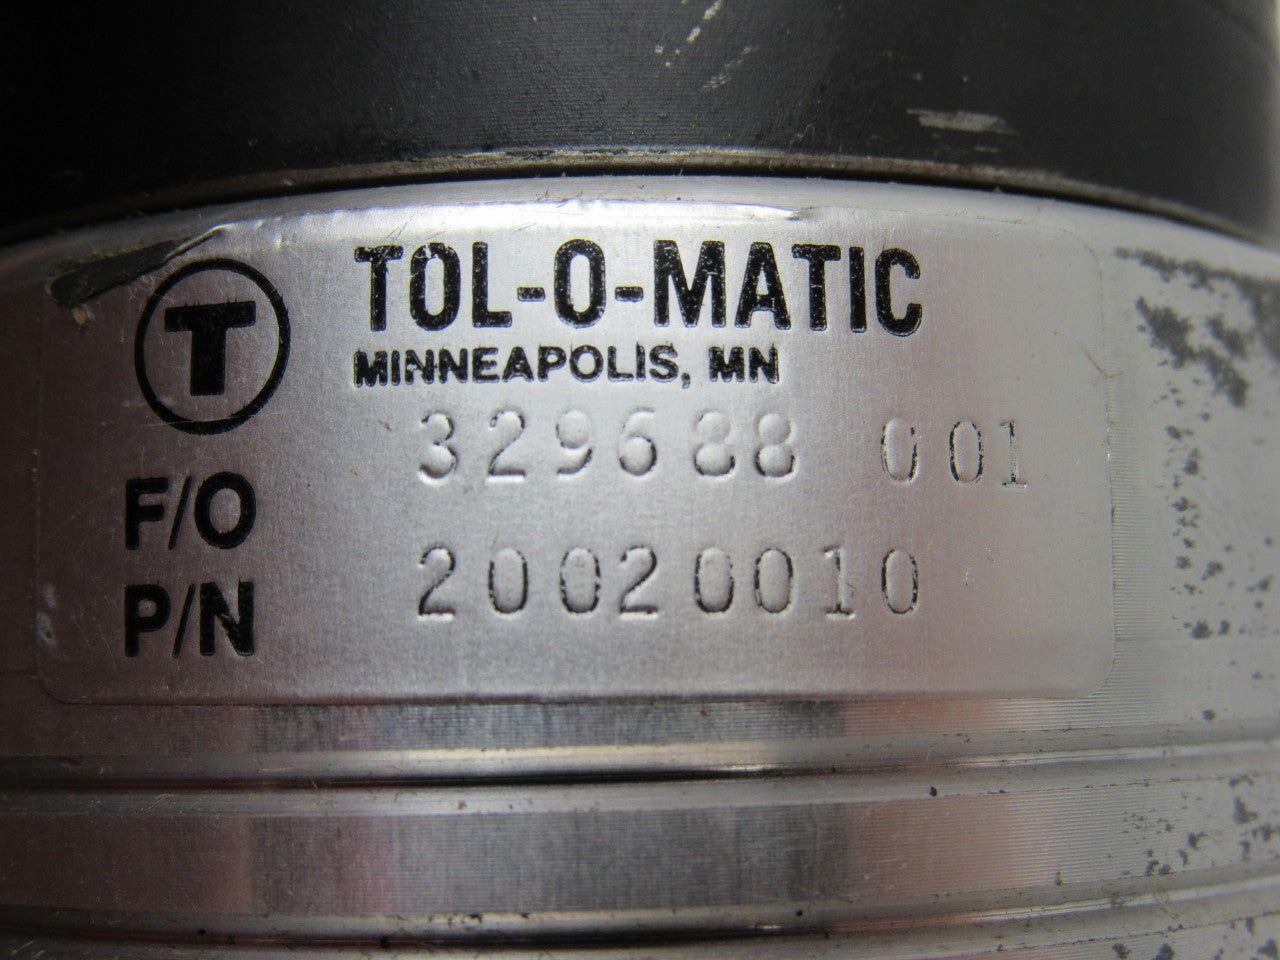 T TOL-O-MATIC
MINNEAPOLIS, MN
329688 001
F/O
20020010
P/N